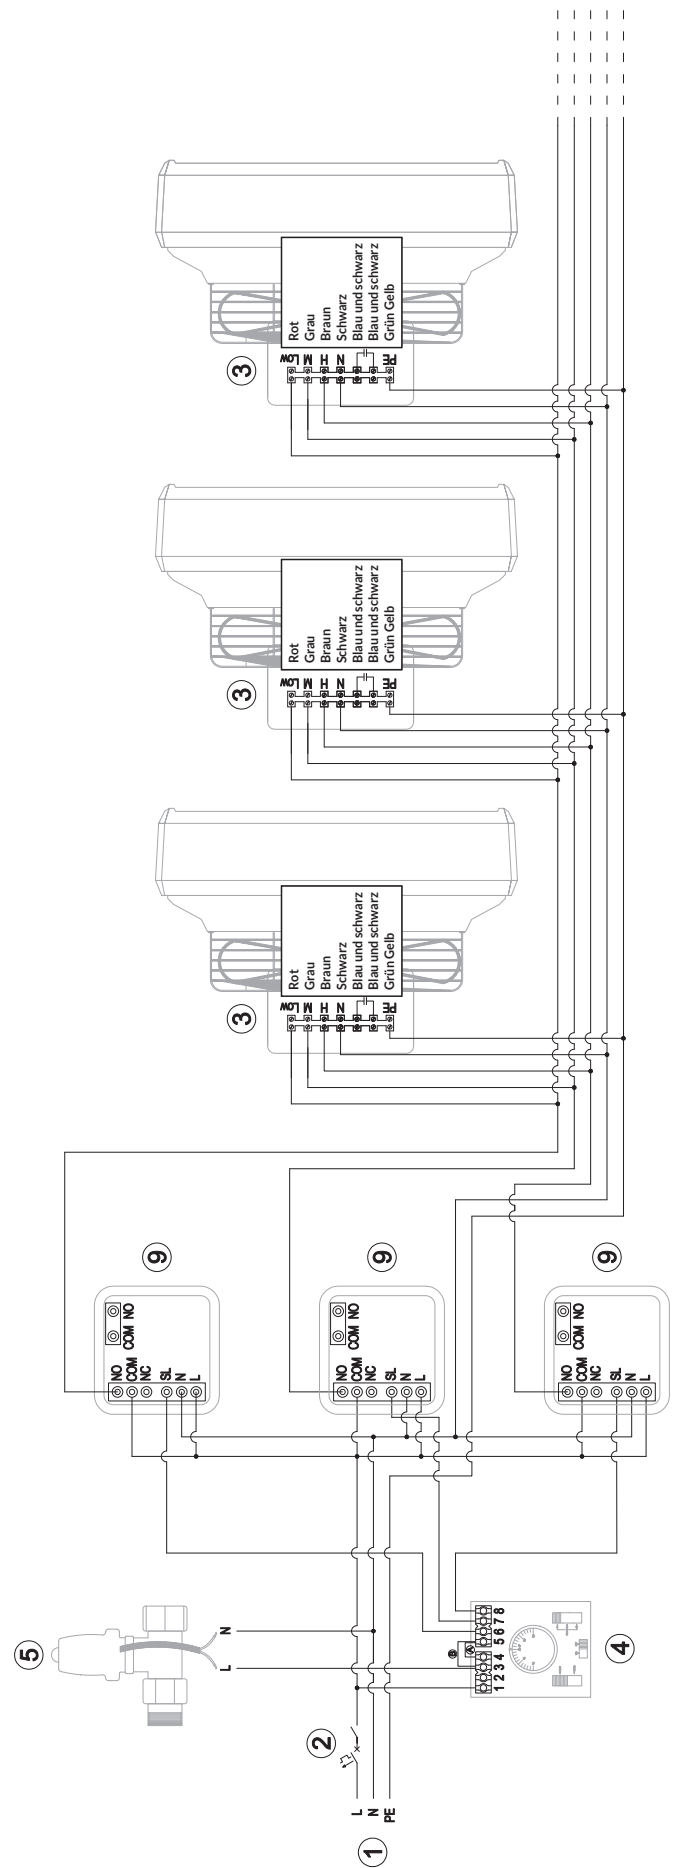 3
Rot
Grau
Braun
Schwarz
Blau und schwarz
Blau und schwarz
Grün Gelb
Low
M
H
N
PE
3
Rot
Grau
Braun
Schwarz
Blau und schwarz
Blau und schwarz
Grün Gelb
Low
M
H
N
PE
3
Rot
Grau
Braun
Schwarz
Blau und schwarz
Blau und schwarz
Grün Gelb
Low
M
H
N
PE
9
COM NO
NO
COM
NC
SL
N
L
9
COM NO
NO
COM
NC
SL
N
L
9
COM NO
NO
COM
NC
SL
N
L
5
L
N
4
1 2 3 4 5 6 7 8
A
B
2
1
L
N
PE